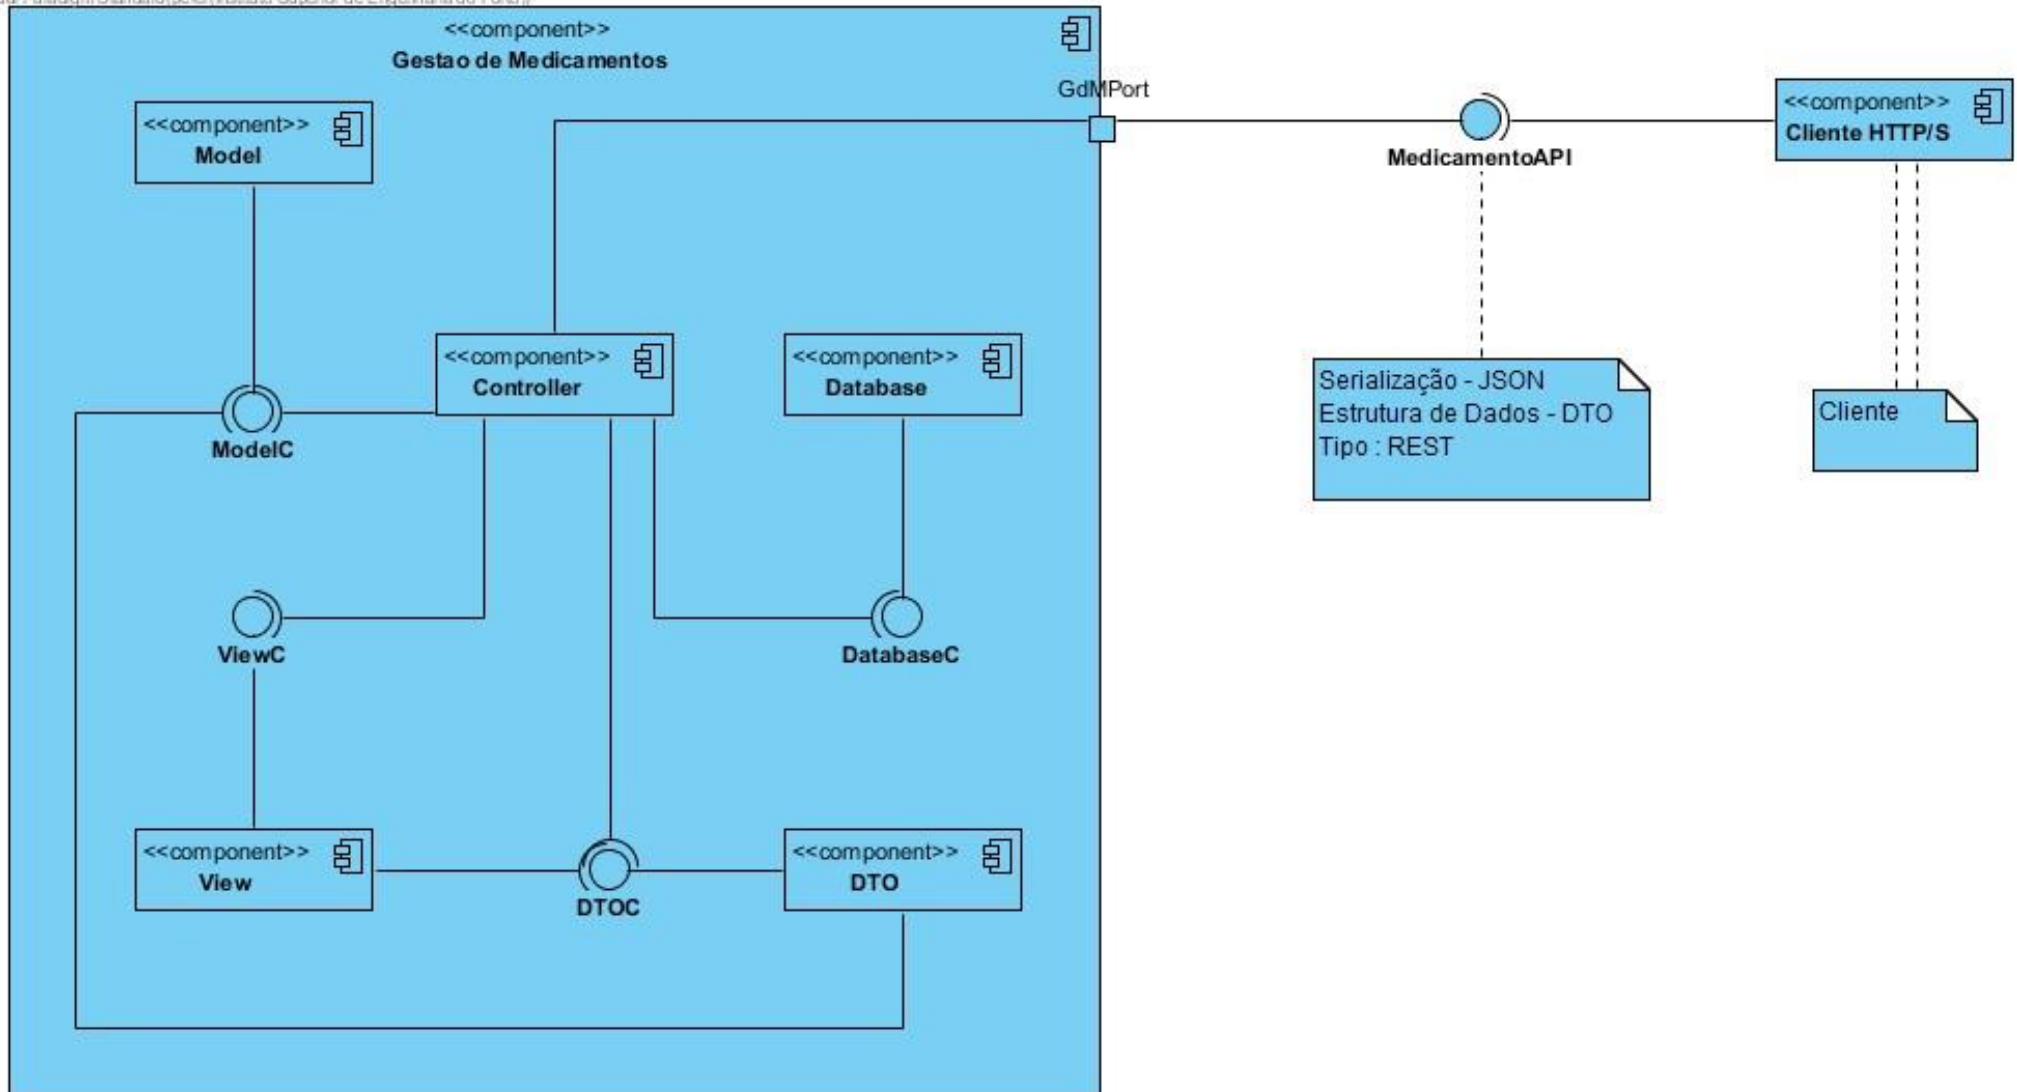 <<component>>
Gestao de Medicamentos
<<component>>
Model
GdMPort
MedicamentoAPI
<<component>>
Cliente HTTP/S
<<component>>
Controller
<<component>>
Database
ModelC
Serialização - JSON
Estrutura de Dados - DTO
Tipo : REST
Cliente
ViewC
DatabaseC
<<component>>
View
DTOC
<<component>>
DTO